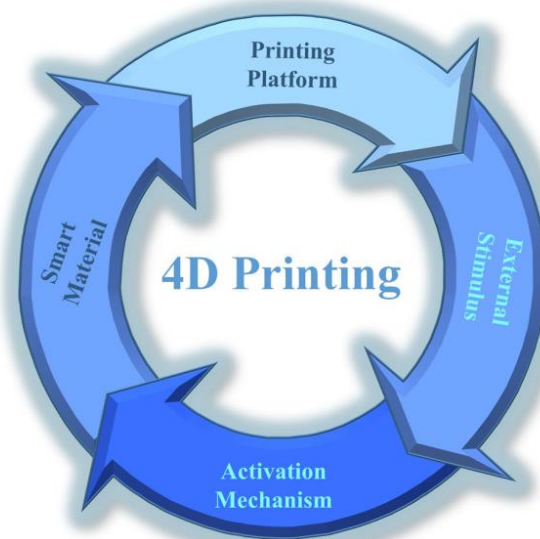 Printing
Platform
External
Stimulus
4D Printing
Smart
Material
Activation
Mechanism